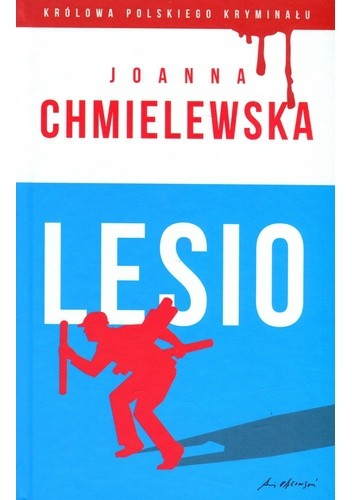 KRÓLOWA POLSKIEGO KRYMINAŁU
JOANNA
CHMIELEWSKA
LESIO